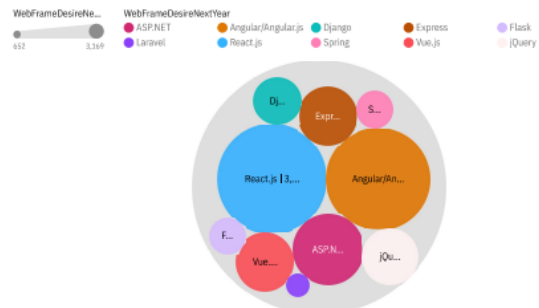 WebFrameDesireNe...
652
3,169
WebFrameDesireNextYear
ASP.NET
Angular/Angular.js
Django
Express
Flask
Laravel
React.js
Spring
Vue.js
jQuery
Dj...
Expr...
S...
React.js | 3,...
Angular/An...
F...
Vue....
ASP.N...
jQu...